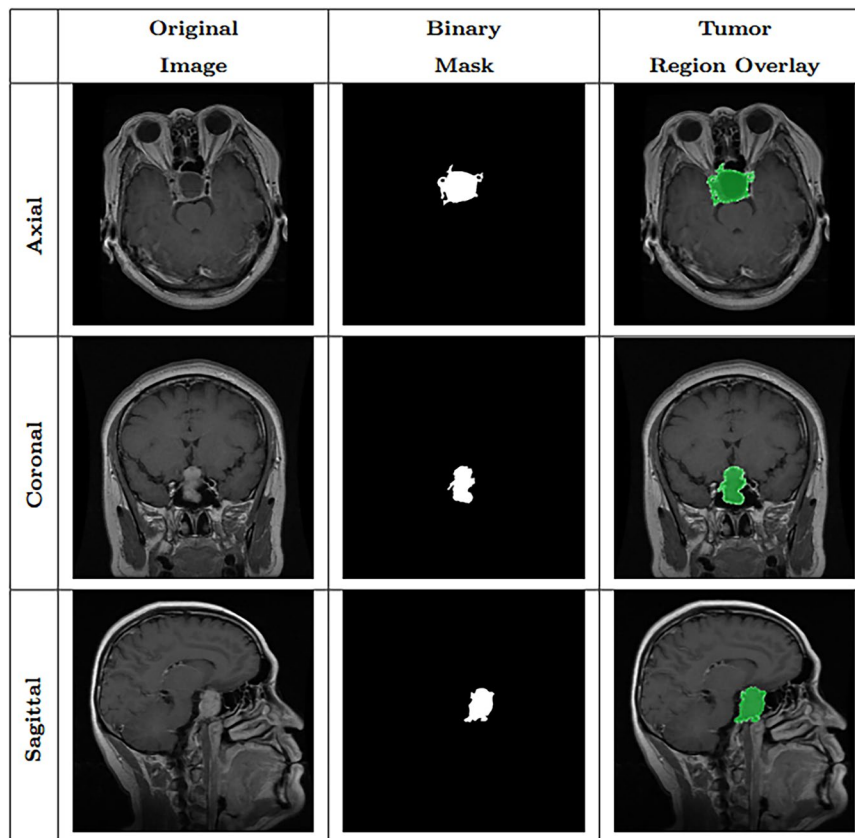 Original
Image
Binary
Mask
Tumor
Region Overlay
Axial
Coronal
Sagittal